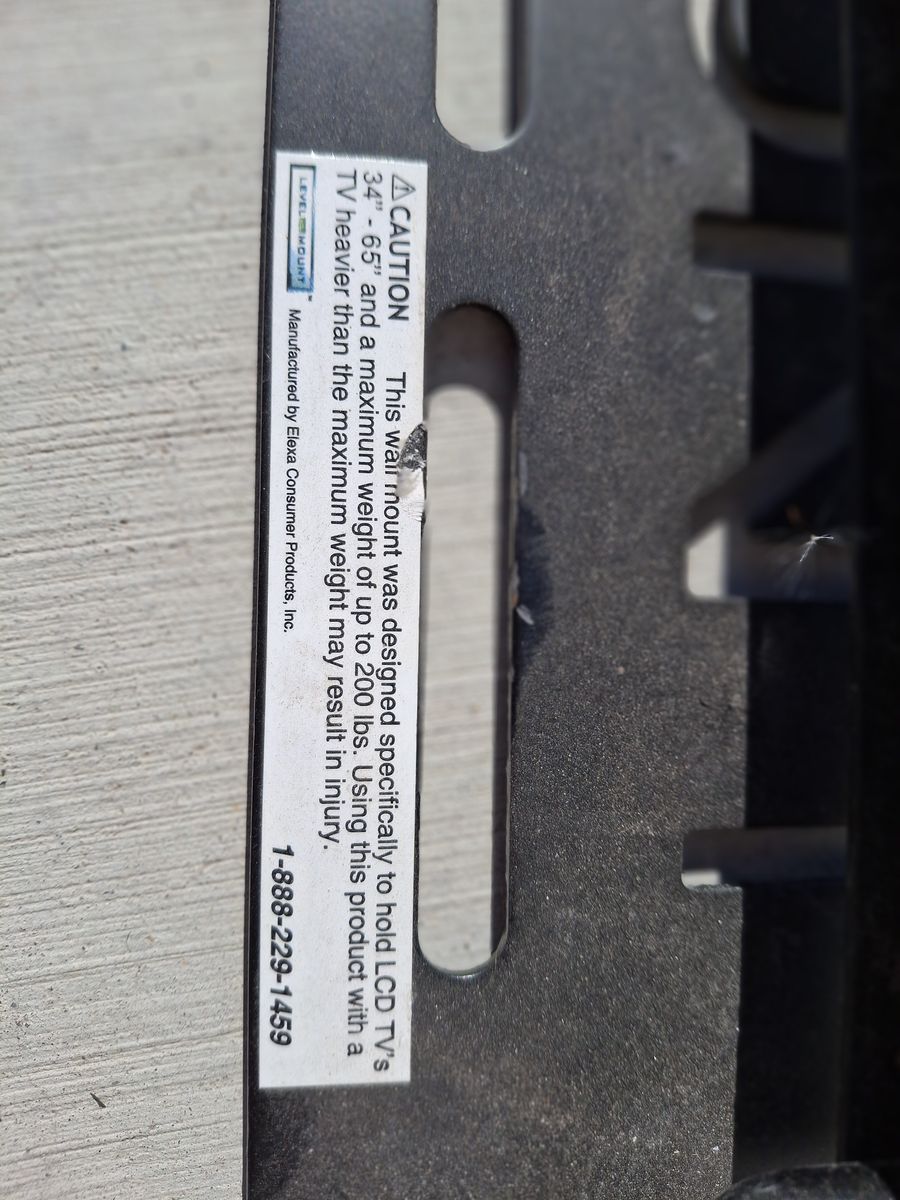 ⚠CAUTION This wall mount was designed specifically to hold LCD TV's
34" - 65" and a maximum weight of up to 200 lbs. Using this product with a
TV heavier than the maximum weight may result in injury.
LEVEL MOUNT™ Manufactured by Elexa Consumer Products, Inc. 1-888-229-1459